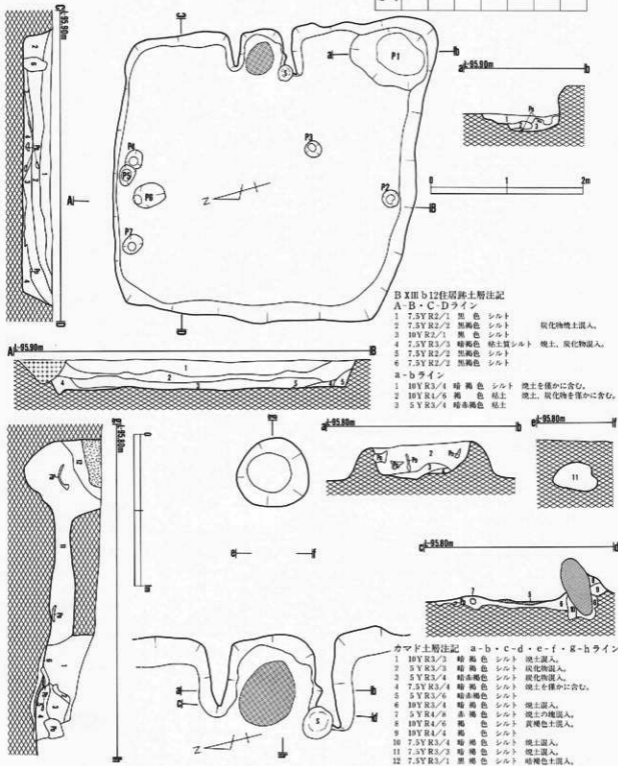 L-95.90m
L-95.90m
a b
P1
S
P3
P8
P5
P6
P2
P7
Z
A
B
0 1 2m
BⅩⅢb12住居跡土層注記
A-B・C-Dライン
1 7.5YR2/1 黒色 シルト
2 7.5YR2/2 黒褐色 シルト 炭化物焼土混入。
3 10YR2/1 黒色 シルト
4 7.5YR3/3 暗褐色 粘土質シルト 焼土、炭化物混入。
5 7.5YR2/2 黒褐色 シルト
6 7.5YR2/2 黒褐色 シルト
a-bライン
1 10YR3/4 暗褐色 シルト 焼土を僅かに含む。
2 10YR4/6 褐色 粘土 焼土、炭化物を僅かに含む。
3 5YR3/4 暗赤褐色 粘土
A L-95.90m B
L-95.80m
L-95.80m
L-95.80m
e f
11
L-95.80m
S
Z
カマド土層注記 a-b・c-d・e-f・g-hライン
1 10YR3/3 暗褐色 シルト 焼土混入。
2 5YR3/3 暗褐色 シルト 炭化物混入。
3 5YR3/4 暗赤褐色 シルト 炭化物混入。
4 7.5YR3/4 暗褐色 シルト 焼土を僅かに含む。
5 5YR3/6 暗赤褐色 シルト
6 10YR3/4 暗褐色 シルト 焼土混入。
7 5YR4/8 赤褐色 シルト 焼土の塊混入。
8 10YR4/6 褐色 シルト 黄褐色土混入。
9 10YR4/4 褐色 シルト
10 7.5YR3/4 暗褐色 シルト 焼土混入。
11 7.5YR3/3 暗褐色 シルト 焼土混入。
12 7.5YR3/1 黒褐色 シルト 暗褐色土混入。